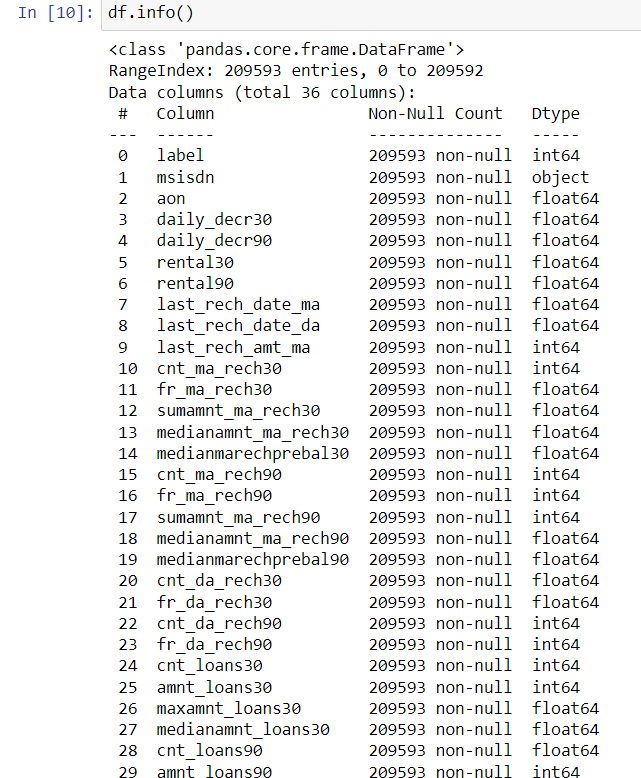 In [10]: df.info()
<class 'pandas.core.frame.DataFrame'>
RangeIndex: 209593 entries, 0 to 209592
Data columns (total 36 columns):
 #   Column                Non-Null Count   Dtype
---  ------                --------------   -----
 0   label                 209593 non-null  int64
 1   msisdn                209593 non-null  object
 2   aon                   209593 non-null  float64
 3   daily_decr30          209593 non-null  float64
 4   daily_decr90          209593 non-null  float64
 5   rental30              209593 non-null  float64
 6   rental90              209593 non-null  float64
 7   last_rech_date_ma     209593 non-null  float64
 8   last_rech_date_da     209593 non-null  float64
 9   last_rech_amt_ma      209593 non-null  int64
 10  cnt_ma_rech30         209593 non-null  int64
 11  fr_ma_rech30          209593 non-null  float64
 12  sumamnt_ma_rech30     209593 non-null  float64
 13  medianamnt_ma_rech30  209593 non-null  float64
 14  medianmarechprebal30  209593 non-null  float64
 15  cnt_ma_rech90         209593 non-null  int64
 16  fr_ma_rech90          209593 non-null  int64
 17  sumamnt_ma_rech90     209593 non-null  int64
 18  medianamnt_ma_rech90  209593 non-null  float64
 19  medianmarechprebal90  209593 non-null  float64
 20  cnt_da_rech30         209593 non-null  float64
 21  fr_da_rech30          209593 non-null  float64
 22  cnt_da_rech90         209593 non-null  int64
 23  fr_da_rech90          209593 non-null  int64
 24  cnt_loans30           209593 non-null  int64
 25  amnt_loans30          209593 non-null  int64
 26  maxamnt_loans30       209593 non-null  float64
 27  medianamnt_loans30    209593 non-null  float64
 28  cnt_loans90           209593 non-null  float64
 29  amnt_loans90          209593 non-null  int64